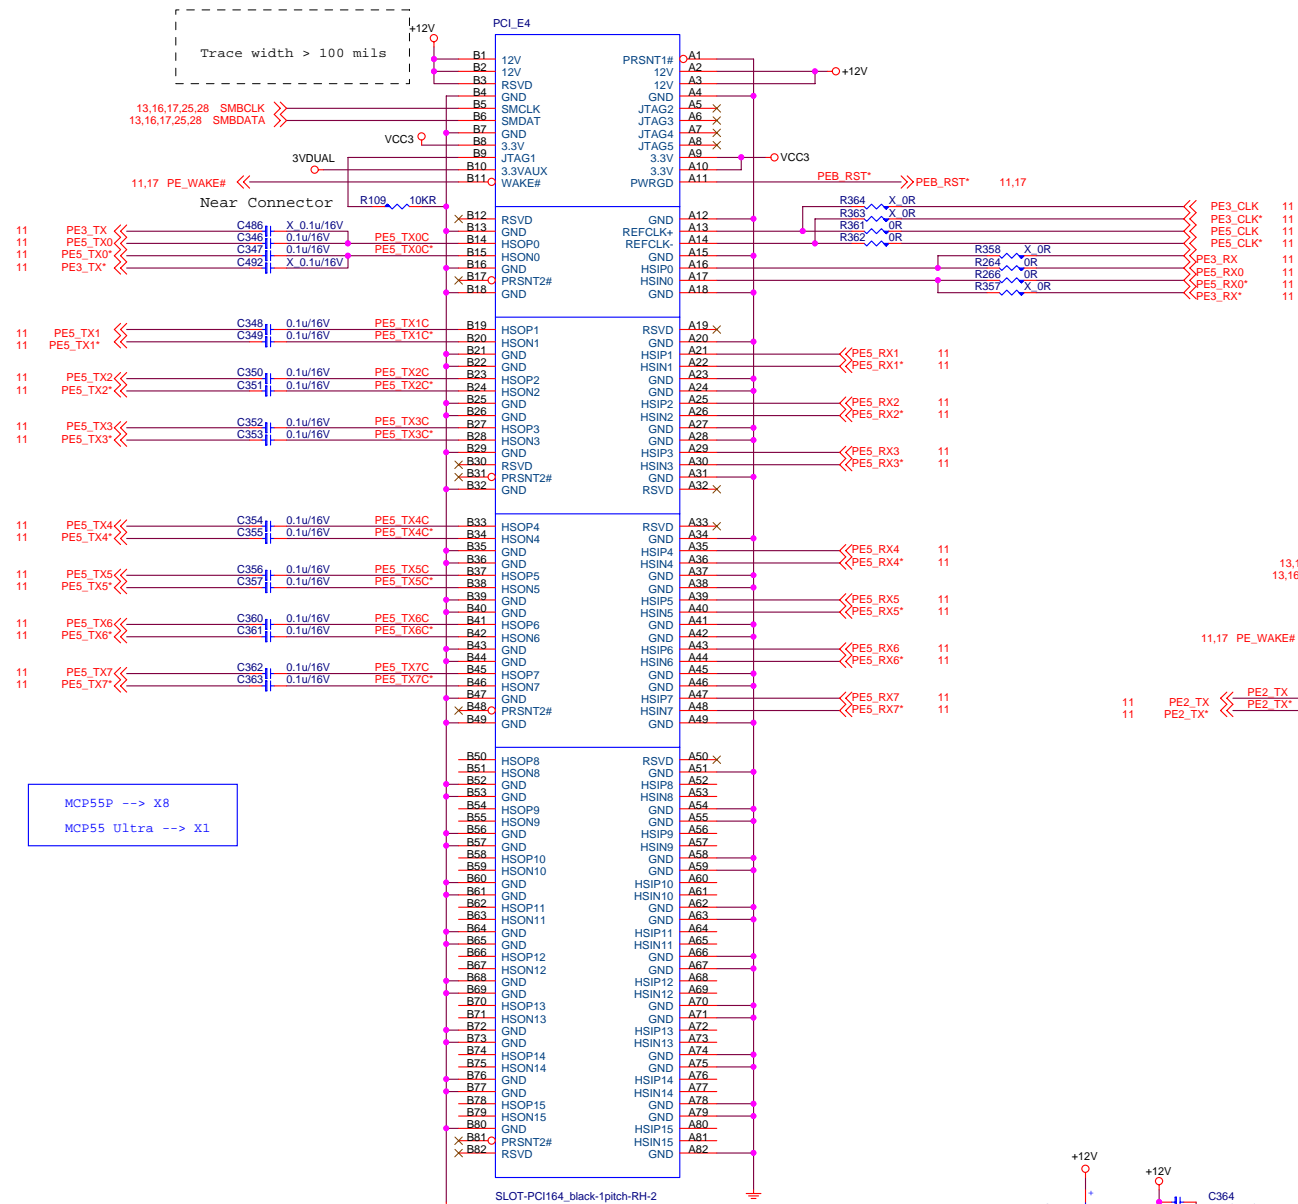 PCI_E4
+12V
Trace width > 100 mils
B1 12V PRSNT1# A1
B2 12V 12V A2 +12V
B3 RSVD 12V A3
B4 GND GND A4
13,16,17,25,28 SMBCLK B5 SMCLK JTAG2 A5
13,16,17,25,28 SMBDATA B6 SMDAT JTAG3 A6
B7 GND JTAG4 A7
VCC3 B8 3.3V JTAG5 A8
B9 JTAG1 3.3V A9 VCC3
3VDUAL B10 3.3VAUX 3.3V A10
11,17 PE_WAKE# B11 WAKE# PWRGD A11 PEB_RST* PEB_RST* 11,17
Near Connector R109 10KR
R364 X_0R PE3_CLK 11
B12 RSVD GND A12 R363 X_0R PE3_CLK* 11
11 PE3_TX C486 X_0.1u/16V B13 GND REFCLK+ A13 R361 0R PE5_CLK 11
11 PE5_TX0 C346 0.1u/16V PE5_TX0C B14 HSOP0 REFCLK- A14 R362 0R PE5_CLK* 11
11 PE5_TX0* C347 0.1u/16V PE5_TX0C* B15 HSON0 GND A15 R358 X_0R PE3_RX 11
11 PE3_TX* C492 X_0.1u/16V B16 GND HSIP0 A16 R264 0R PE5_RX0 11
B17 PRSNT2# HSIN0 A17 R266 0R PE5_RX0* 11
B18 GND GND A18 R357 X_0R PE3_RX* 11
11 PE5_TX1 C348 0.1u/16V PE5_TX1C B19 HSOP1 RSVD A19
11 PE5_TX1* C349 0.1u/16V PE5_TX1C* B20 HSON1 GND A20
B21 GND HSIP1 A21 PE5_RX1 11
B22 GND HSIN1 A22 PE5_RX1* 11
11 PE5_TX2 C350 0.1u/16V PE5_TX2C B23 HSOP2 GND A23
11 PE5_TX2* C351 0.1u/16V PE5_TX2C* B24 HSON2 GND A24
B25 GND HSIP2 A25 PE5_RX2 11
B26 GND HSIN2 A26 PE5_RX2* 11
11 PE5_TX3 C352 0.1u/16V PE5_TX3C B27 HSOP3 GND A27
11 PE5_TX3* C353 0.1u/16V PE5_TX3C* B28 HSON3 GND A28
B29 GND HSIP3 A29 PE5_RX3 11
B30 RSVD HSIN3 A30 PE5_RX3* 11
B31 PRSNT2# GND A31
B32 GND RSVD A32
11 PE5_TX4 C354 0.1u/16V PE5_TX4C B33 HSOP4 RSVD A33
11 PE5_TX4* C355 0.1u/16V PE5_TX4C* B34 HSON4 GND A34
B35 GND HSIP4 A35 PE5_RX4 11
B36 GND HSIN4 A36 PE5_RX4* 11
11 PE5_TX5 C356 0.1u/16V PE5_TX5C B37 HSOP5 GND A37
11 PE5_TX5* C357 0.1u/16V PE5_TX5C* B38 HSON5 GND A38
B39 GND HSIP5 A39 PE5_RX5 11
B40 GND HSIN5 A40 PE5_RX5* 11
11 PE5_TX6 C360 0.1u/16V PE5_TX6C B41 HSOP6 GND A41
11 PE5_TX6* C361 0.1u/16V PE5_TX6C* B42 HSON6 GND A42
B43 GND HSIP6 A43 PE5_RX6 11
B44 GND HSIN6 A44 PE5_RX6* 11
11 PE5_TX7 C362 0.1u/16V PE5_TX7C B45 HSOP7 GND A45
11 PE5_TX7* C363 0.1u/16V PE5_TX7C* B46 HSON7 GND A46
B47 GND HSIP7 A47 PE5_RX7 11
B48 PRSNT2# HSIN7 A48 PE5_RX7* 11
B49 GND GND A49
13,1
13,16
11,17 PE_WAKE#
11 PE2_TX PE2_TX
11 PE2_TX* PE2_TX*
B50 HSOP8 RSVD A50
B51 HSON8 GND A51
B52 GND HSIP8 A52
B53 GND HSIN8 A53
B54 HSOP9 GND A54
B55 HSON9 GND A55
B56 GND HSIP9 A56
B57 GND HSIN9 A57
B58 HSOP10 GND A58
B59 HSON10 GND A59
B60 GND HSIP10 A60
B61 GND HSIN10 A61
B62 HSOP11 GND A62
B63 HSON11 GND A63
B64 GND HSIP11 A64
B65 GND HSIN11 A65
B66 HSOP12 GND A66
B67 HSON12 GND A67
B68 GND HSIP12 A68
B69 GND HSIN12 A69
B70 HSOP13 GND A70
B71 HSON13 GND A71
B72 GND HSIP13 A72
B73 GND HSIN13 A73
B74 HSOP14 GND A74
B75 HSON14 GND A75
B76 GND HSIP14 A76
B77 GND HSIN14 A77
B78 HSOP15 GND A78
B79 HSON15 GND A79
B80 GND HSIP15 A80
B81 PRSNT2# HSIN15 A81
B82 RSVD GND A82
MCP55P --> X8
MCP55 Ultra --> X1
SLOT-PCI164_black-1pitch-RH-2
+12V
+
+12V
C364